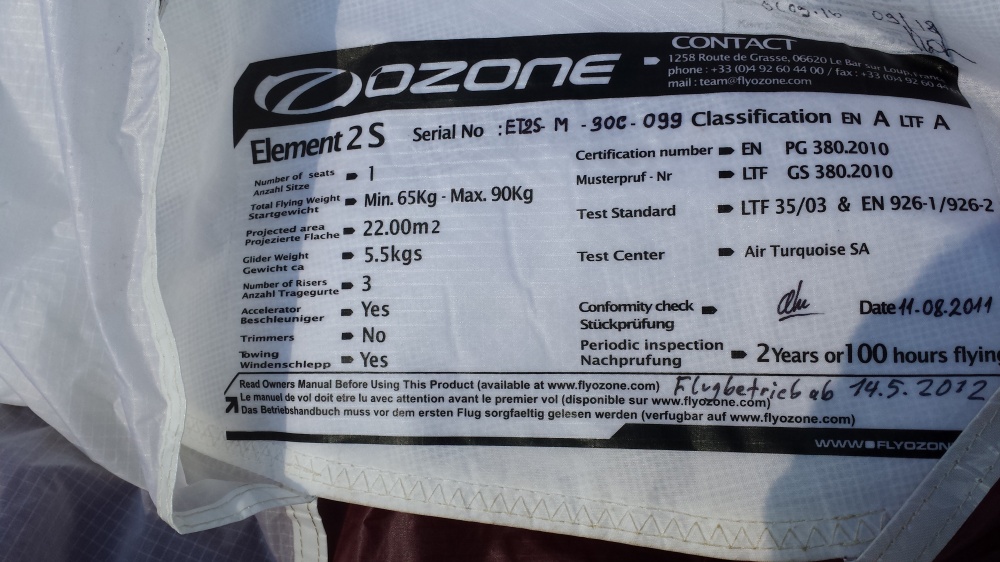 09/18
OZONE
CONTACT
1258 Route de Grasse, 06620 Le Bar sur Loup, France
phone : +33 (0)4 92 60 44 00 / fax : +33 (0)4 92 60 44
mail : team@flyozone.com
Element 2 S
Serial No : ET2S- M - 30C - 099
Classification EN A LTF A
Number of seats 1
Anzahl Sitze
Total Flying Weight Min. 65Kg - Max. 90Kg
Startgewicht
Projected area 22.00m2
Projezierte Flache
Glider Weight 5.5kgs
Gewicht ca
Number of Risers 3
Anzahl Tragegurte
Accelerator Yes
Beschleuniger
Trimmers No
Towing Yes
Windenschlepp
Certification number EN PG 380.2010
Musterpruf - Nr LTF GS 380.2010
Test Standard LTF 35/03 & EN 926-1/926-2
Test Center Air Turquoise SA
Conformity check Date 11-08.2011
Stückprüfung
Periodic inspection 2 Years or 100 hours flying
Nachprufung
Read Owners Manual Before Using This Product (available at www.flyozone.com)
Flugbetrieb ab 14.5.2012
Le manuel de vol doit etre lu avec attention avant le premier vol (disponible sur www.flyozone.com)
Das Betriebshandbuch muss vor dem ersten Flug sorgfaeltig gelesen werden (verfugbar auf www.flyozone.com)
WWW.FLYOZON